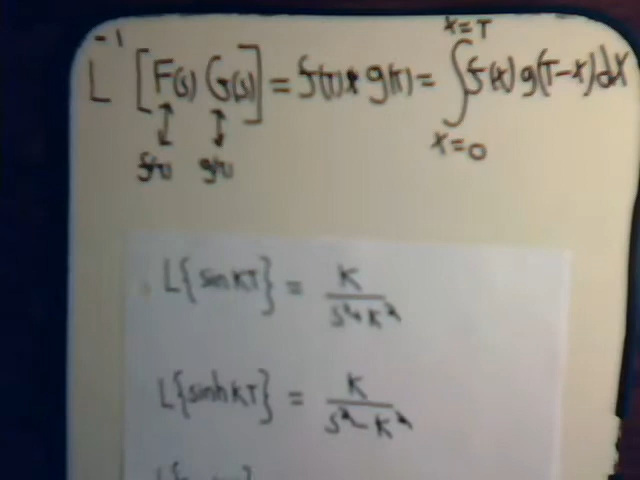 L⁻¹ [F(s) G(s)] = f(T) * g(T) = ∫ f(x) g(T-x) dx
x=T
x=0
f(T) g(T)
L{sin KT} = K / (S² + K²)
L{sinh KT} = K / (S² - K²)